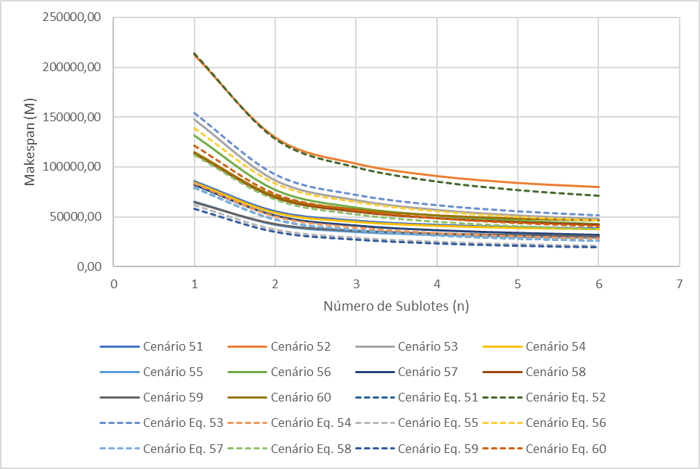 250000,00
200000,00
150000,00
100000,00
50000,00
0,00
Makespan (M)
0 1 2 3 4 5 6 7
Número de Sublotes (n)
Cenário 51 Cenário 52 Cenário 53 Cenário 54
Cenário 55 Cenário 56 Cenário 57 Cenário 58
Cenário 59 Cenário 60 Cenário Eq. 51 Cenário Eq. 52
Cenário Eq. 53 Cenário Eq. 54 Cenário Eq. 55 Cenário Eq. 56
Cenário Eq. 57 Cenário Eq. 58 Cenário Eq. 59 Cenário Eq. 60